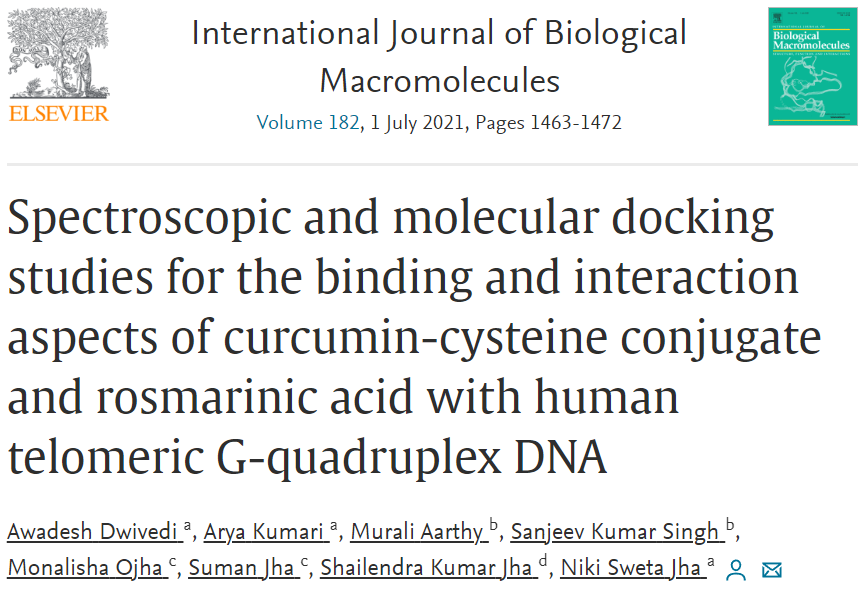 International Journal of Biological
Macromolecules
Volume 182, 1 July 2021, Pages 1463-1472
ELSEVIER
Biological
Macromolecules
Spectroscopic and molecular docking
studies for the binding and interaction
aspects of curcumin-cysteine conjugate
and rosmarinic acid with human
telomeric G-quadruplex DNA
Awadesh Dwivedi a, Arya Kumari a, Murali Aarthy b, Sanjeev Kumar Singh b,
Monalisha Ojha c, Suman Jha c, Shailendra Kumar Jha d, Niki Sweta Jha a